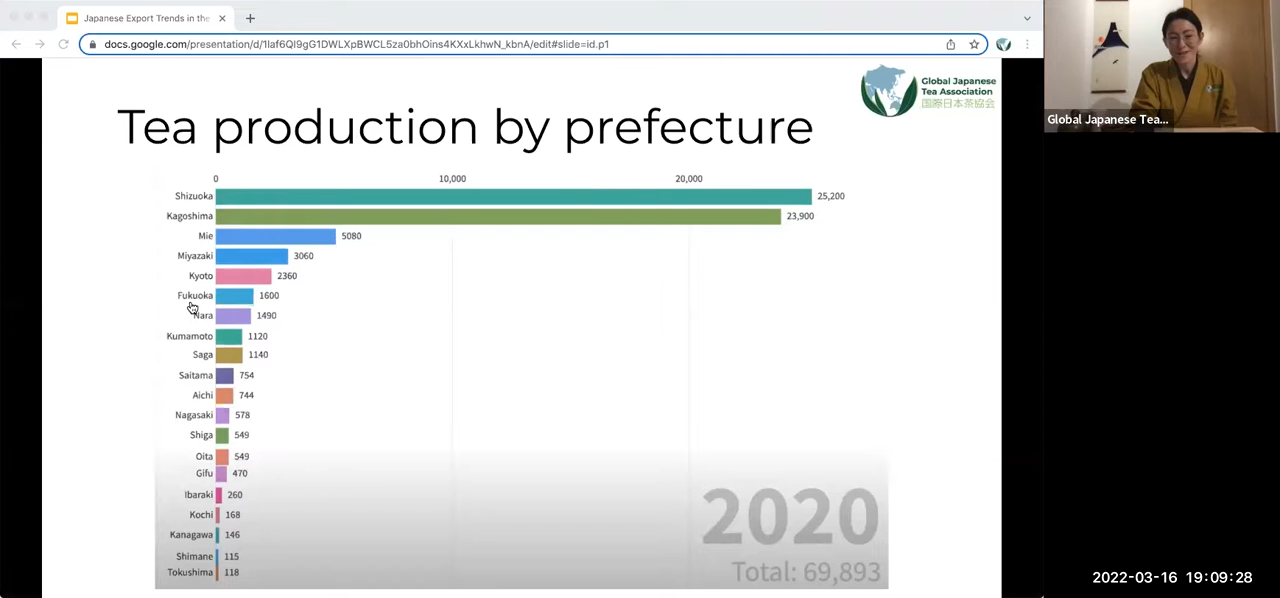 Japanese Export Trends in the
docs.google.com/presentation/d/1Iaf6QI9gG1DWLXpBWCL5za0bhOins4KXxLkhwN_kbnA/edit#slide=id.p1
Global Japanese
Tea Association
国際日本茶協会
Tea production by prefecture
0 10,000 20,000
Shizuoka 25,200
Kagoshima 23,900
Mie 5080
Miyazaki 3060
Kyoto 2360
Fukuoka 1600
Nara 1490
Kumamoto 1120
Saga 1140
Saitama 754
Aichi 744
Nagasaki 578
Shiga 549
Oita 549
Gifu 470
Ibaraki 260
Kochi 168
Kanagawa 146
Shimane 115
Tokushima 118
2020
Total: 69,893
Global Japanese Tea...
2022-03-16 19:09:28